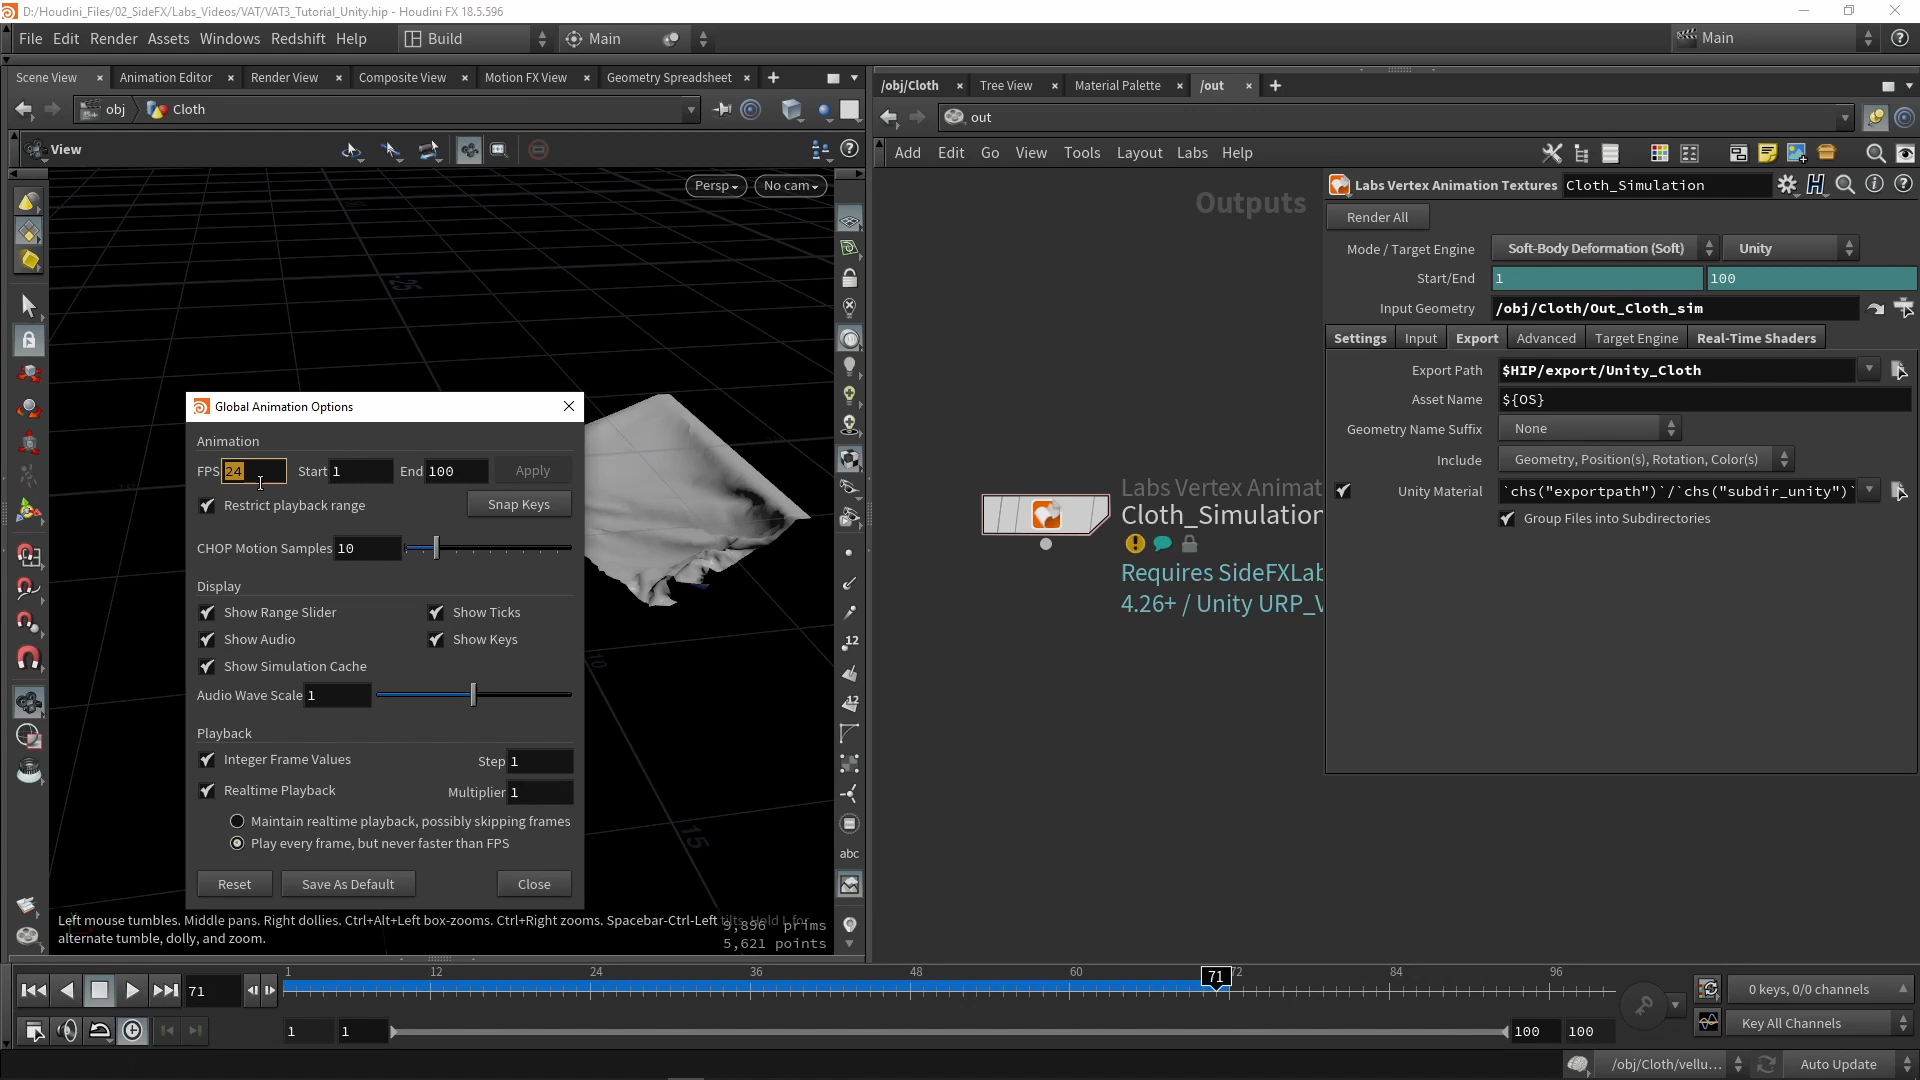 D:/Houdini_Files/02_SideFX/Labs_Videos/VAT/VAT3_Tutorial_Unity.hip - Houdini FX 18.5.596
File Edit Render Assets Windows Redshift Help Build Main Main
Scene View Animation Editor Render View Composite View Motion FX View Geometry Spreadsheet
/obj/Cloth Tree View Material Palette /out
obj Cloth
out
View
Add Edit Go View Tools Layout Labs Help
Persp No cam
Outputs
Labs Vertex Animation Textures Cloth_Simulation
Render All
Mode / Target Engine Soft-Body Deformation (Soft) Unity
Start/End 1 100
Input Geometry /obj/Cloth/Out_Cloth_sim
Settings Input Export Advanced Target Engine Real-Time Shaders
Export Path $HIP/export/Unity_Cloth
Asset Name ${OS}
Geometry Name Suffix None
Include Geometry, Position(s), Rotation, Color(s)
Unity Material `chs("exportpath")`/`chs("subdir_unity")`
Group Files into Subdirectories
Labs Vertex Animat
Cloth_Simulation
Requires SideFXLab
4.26+ / Unity URP_V
Global Animation Options
Animation
FPS 24 Start 1 End 100 Apply
Restrict playback range Snap Keys
CHOP Motion Samples 10
Display
Show Range Slider Show Ticks
Show Audio Show Keys
Show Simulation Cache
Audio Wave Scale 1
Playback
Integer Frame Values Step 1
Realtime Playback Multiplier 1
Maintain realtime playback, possibly skipping frames
Play every frame, but never faster than FPS
Reset Save As Default Close
25
10
15
12
12
abc
Left mouse tumbles. Middle pans. Right dollies. Ctrl+Alt+Left box-zooms. Ctrl+Right zooms. Spacebar-Ctrl-Left tilts. Hold L for
alternate tumble, dolly, and zoom.
9,896 prims
5,621 points
1 12 24 36 48 60 72 84 96
71
71
0 keys, 0/0 channels
1 1 100 100
Key All Channels
/obj/Cloth/vellu... Auto Update